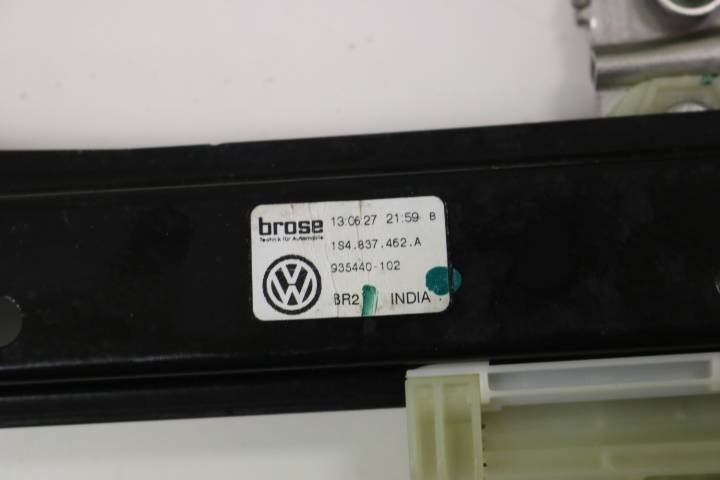 brose 13:06:27 21:59 B
Technik für Automobile
1S4.837.462.A
935440-102
BR2 INDIA